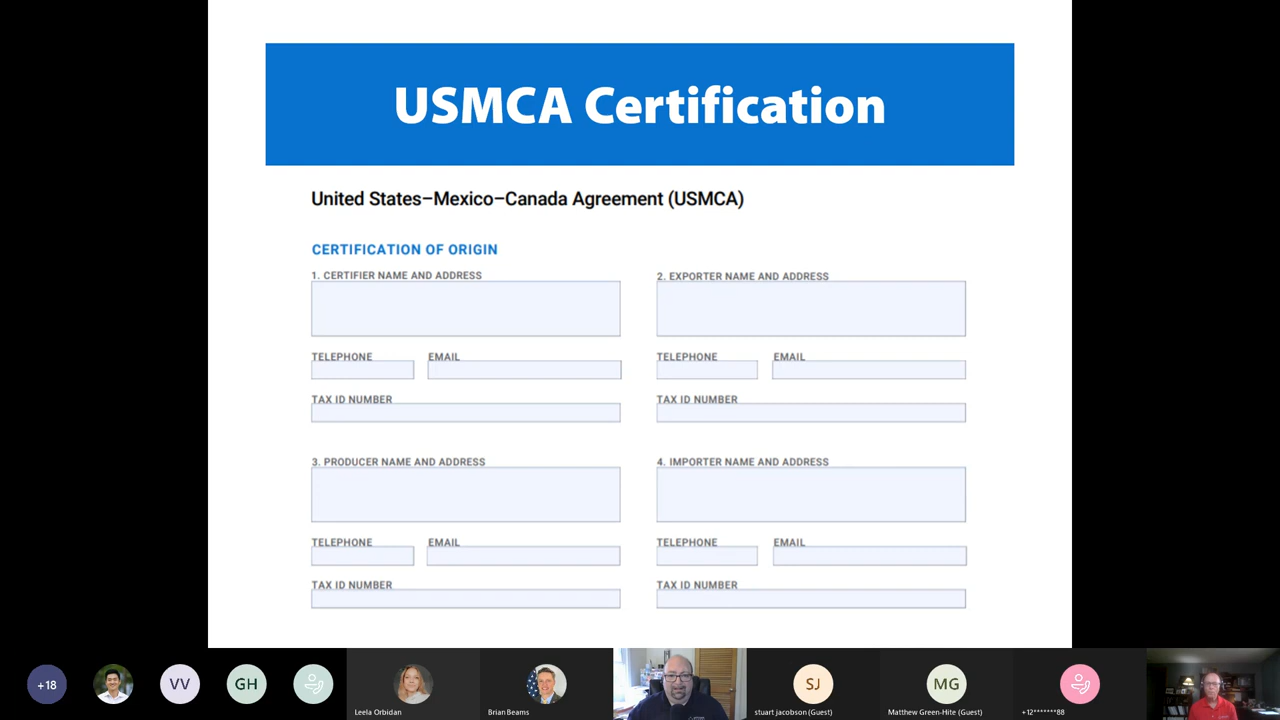 USMCA Certification
United States–Mexico–Canada Agreement (USMCA)
CERTIFICATION OF ORIGIN
1. CERTIFIER NAME AND ADDRESS
2. EXPORTER NAME AND ADDRESS
TELEPHONE EMAIL
TELEPHONE EMAIL
TAX ID NUMBER
TAX ID NUMBER
3. PRODUCER NAME AND ADDRESS
4. IMPORTER NAME AND ADDRESS
TELEPHONE EMAIL
TELEPHONE EMAIL
TAX ID NUMBER
TAX ID NUMBER
+18
VV
GH
Leela Orbidan
Brian Beams
SJ
stuart jacobson (Guest)
MG
Matthew Green-Hite (Guest)
+12*******88